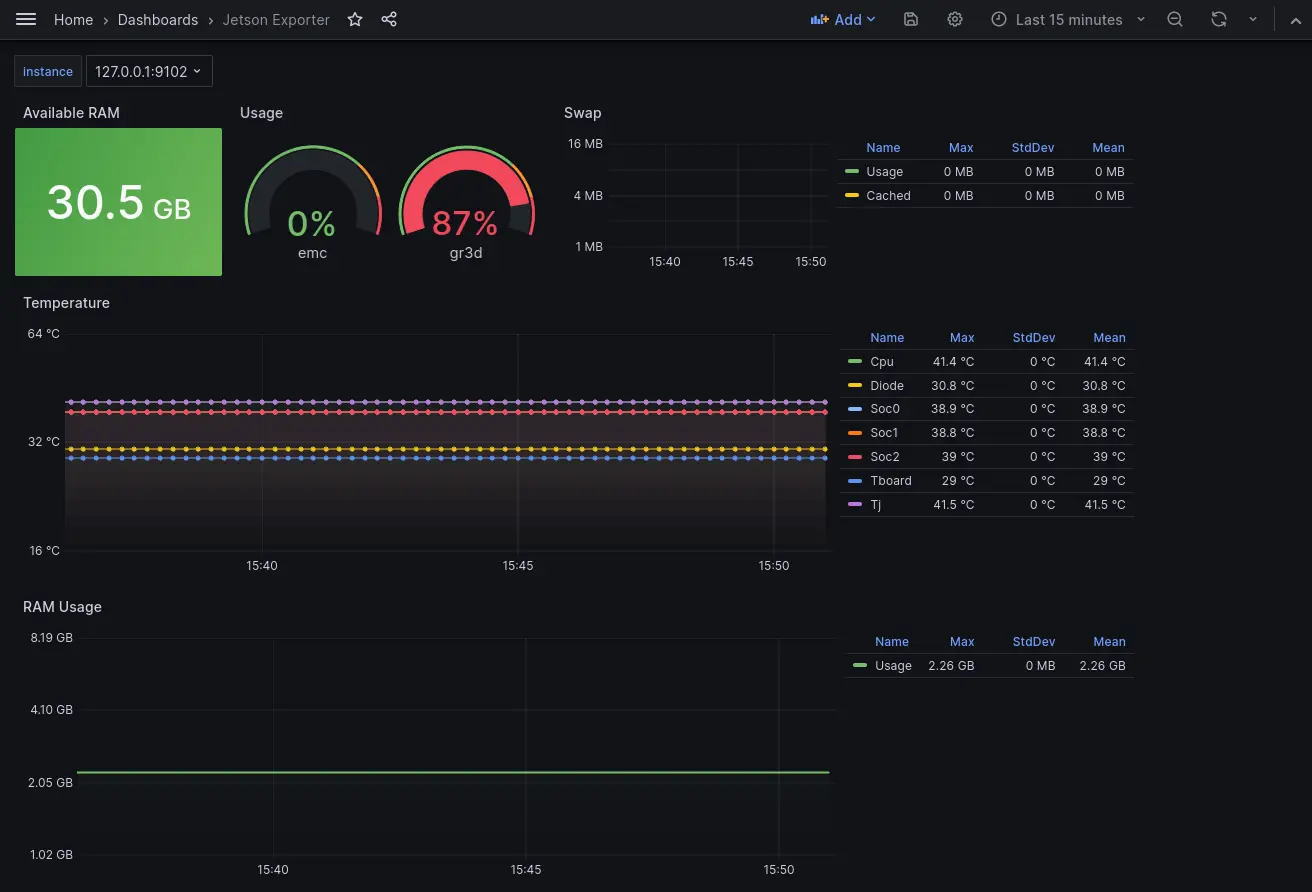 Home › Dashboards › Jetson Exporter Add Last 15 minutes
instance 127.0.0.1:9102
Available RAM
30.5 GB
Usage
0%
emc
87%
gr3d
Swap
16 MB
4 MB
1 MB
15:40 15:45 15:50
Name Max StdDev Mean
Usage 0 MB 0 MB 0 MB
Cached 0 MB 0 MB 0 MB
Temperature
64 °C
32 °C
16 °C
15:40 15:45 15:50
Name Max StdDev Mean
Cpu 41.4 °C 0 °C 41.4 °C
Diode 30.8 °C 0 °C 30.8 °C
Soc0 38.9 °C 0 °C 38.9 °C
Soc1 38.8 °C 0 °C 38.8 °C
Soc2 39 °C 0 °C 39 °C
Tboard 29 °C 0 °C 29 °C
Tj 41.5 °C 0 °C 41.5 °C
RAM Usage
8.19 GB
4.10 GB
2.05 GB
1.02 GB
15:40 15:45 15:50
Name Max StdDev Mean
Usage 2.26 GB 0 MB 2.26 GB